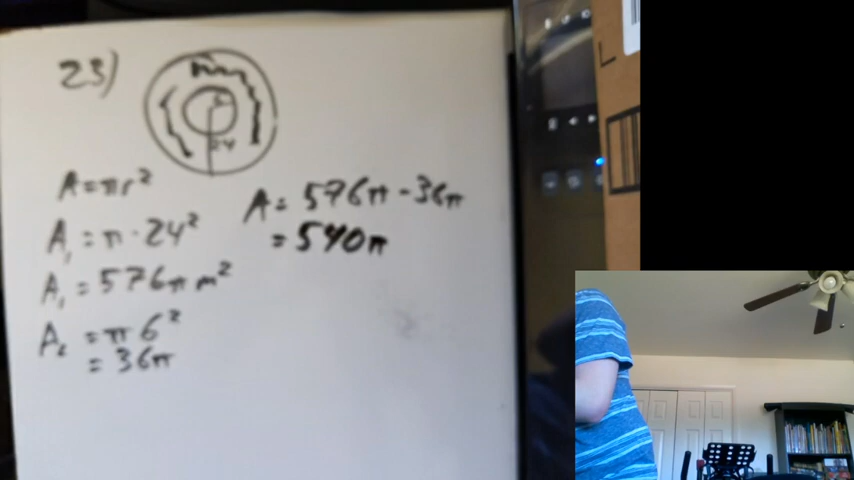 23)
24
A = πr²
A₁ = π · 24²
A₁ = 576π m²
A₂ = π 6²
= 36π
A = 576π - 36π
= 540π